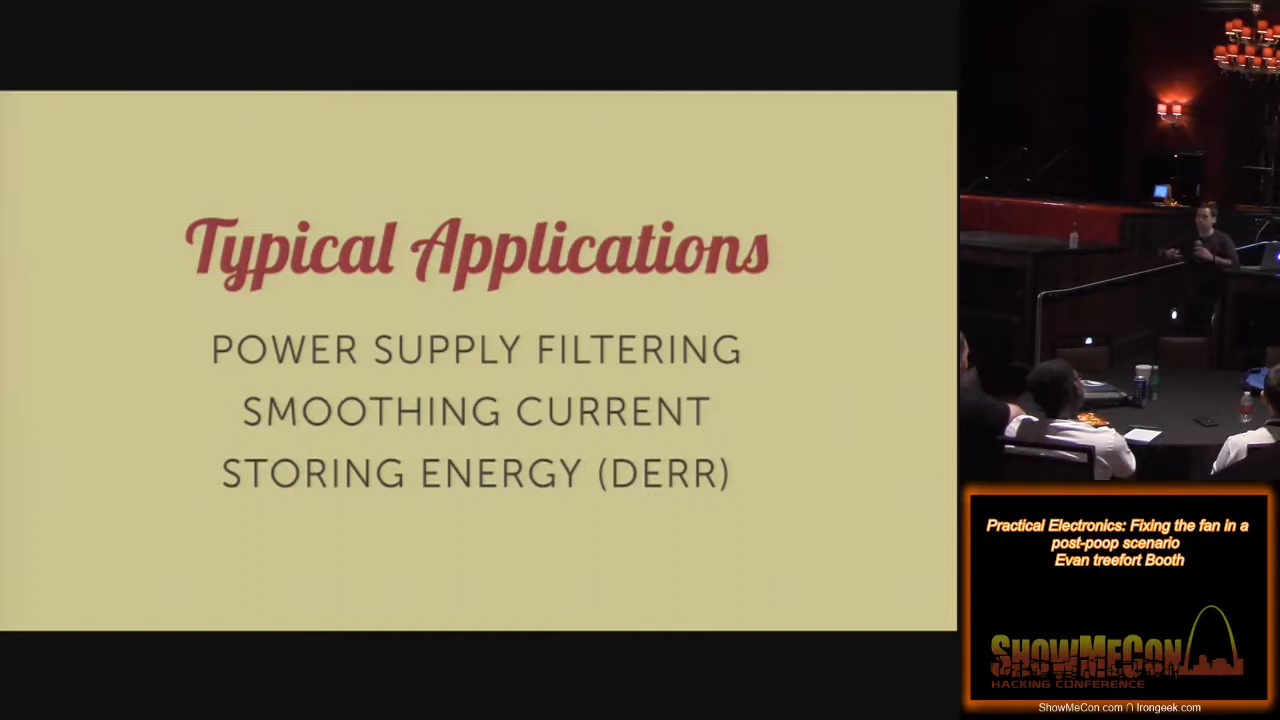 Typical Applications
POWER SUPPLY FILTERING
SMOOTHING CURRENT
STORING ENERGY (DERR)
Practical Electronics: Fixing the fan in a
post-poop scenario
Evan treefort Booth
SHOWMECON
HACKING CONFERENCE
ShowMeCon.com ∩ Irongeek.com